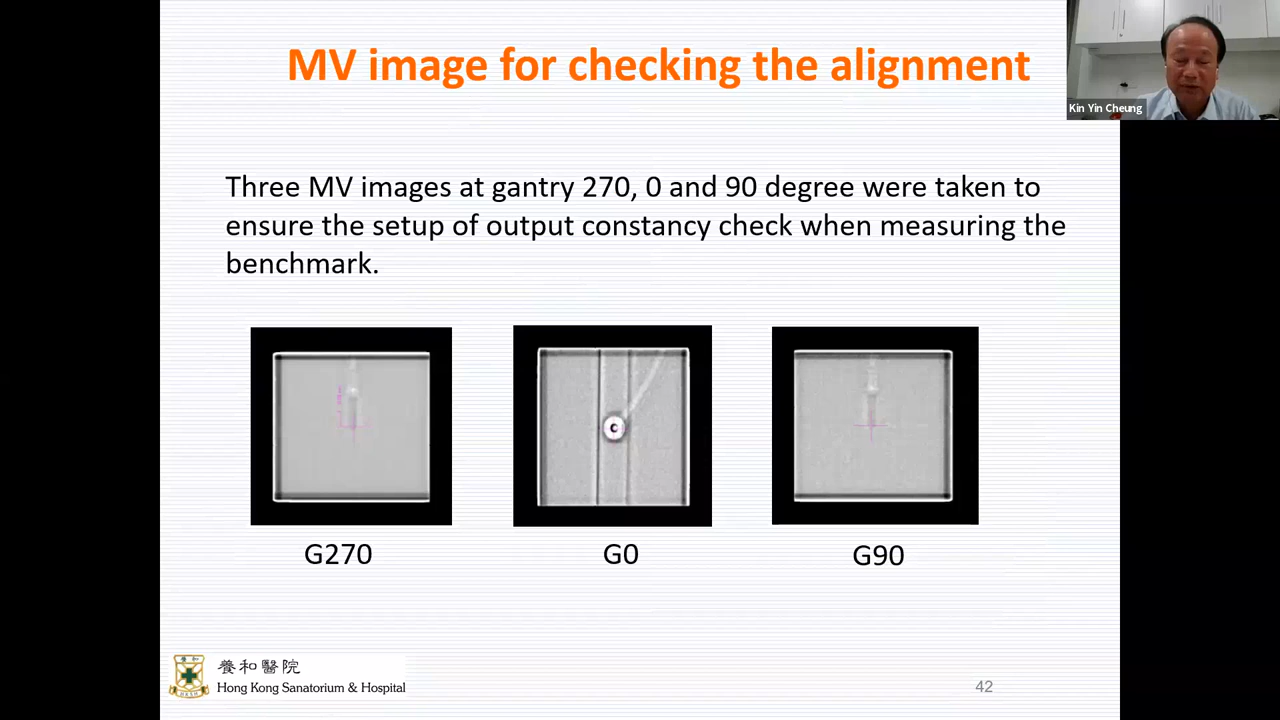 MV image for checking the alignment
Kin Yin Cheung
Three MV images at gantry 270, 0 and 90 degree were taken to
ensure the setup of output constancy check when measuring the
benchmark.
G270
G0
G90
養和醫院
Hong Kong Sanatorium & Hospital
42